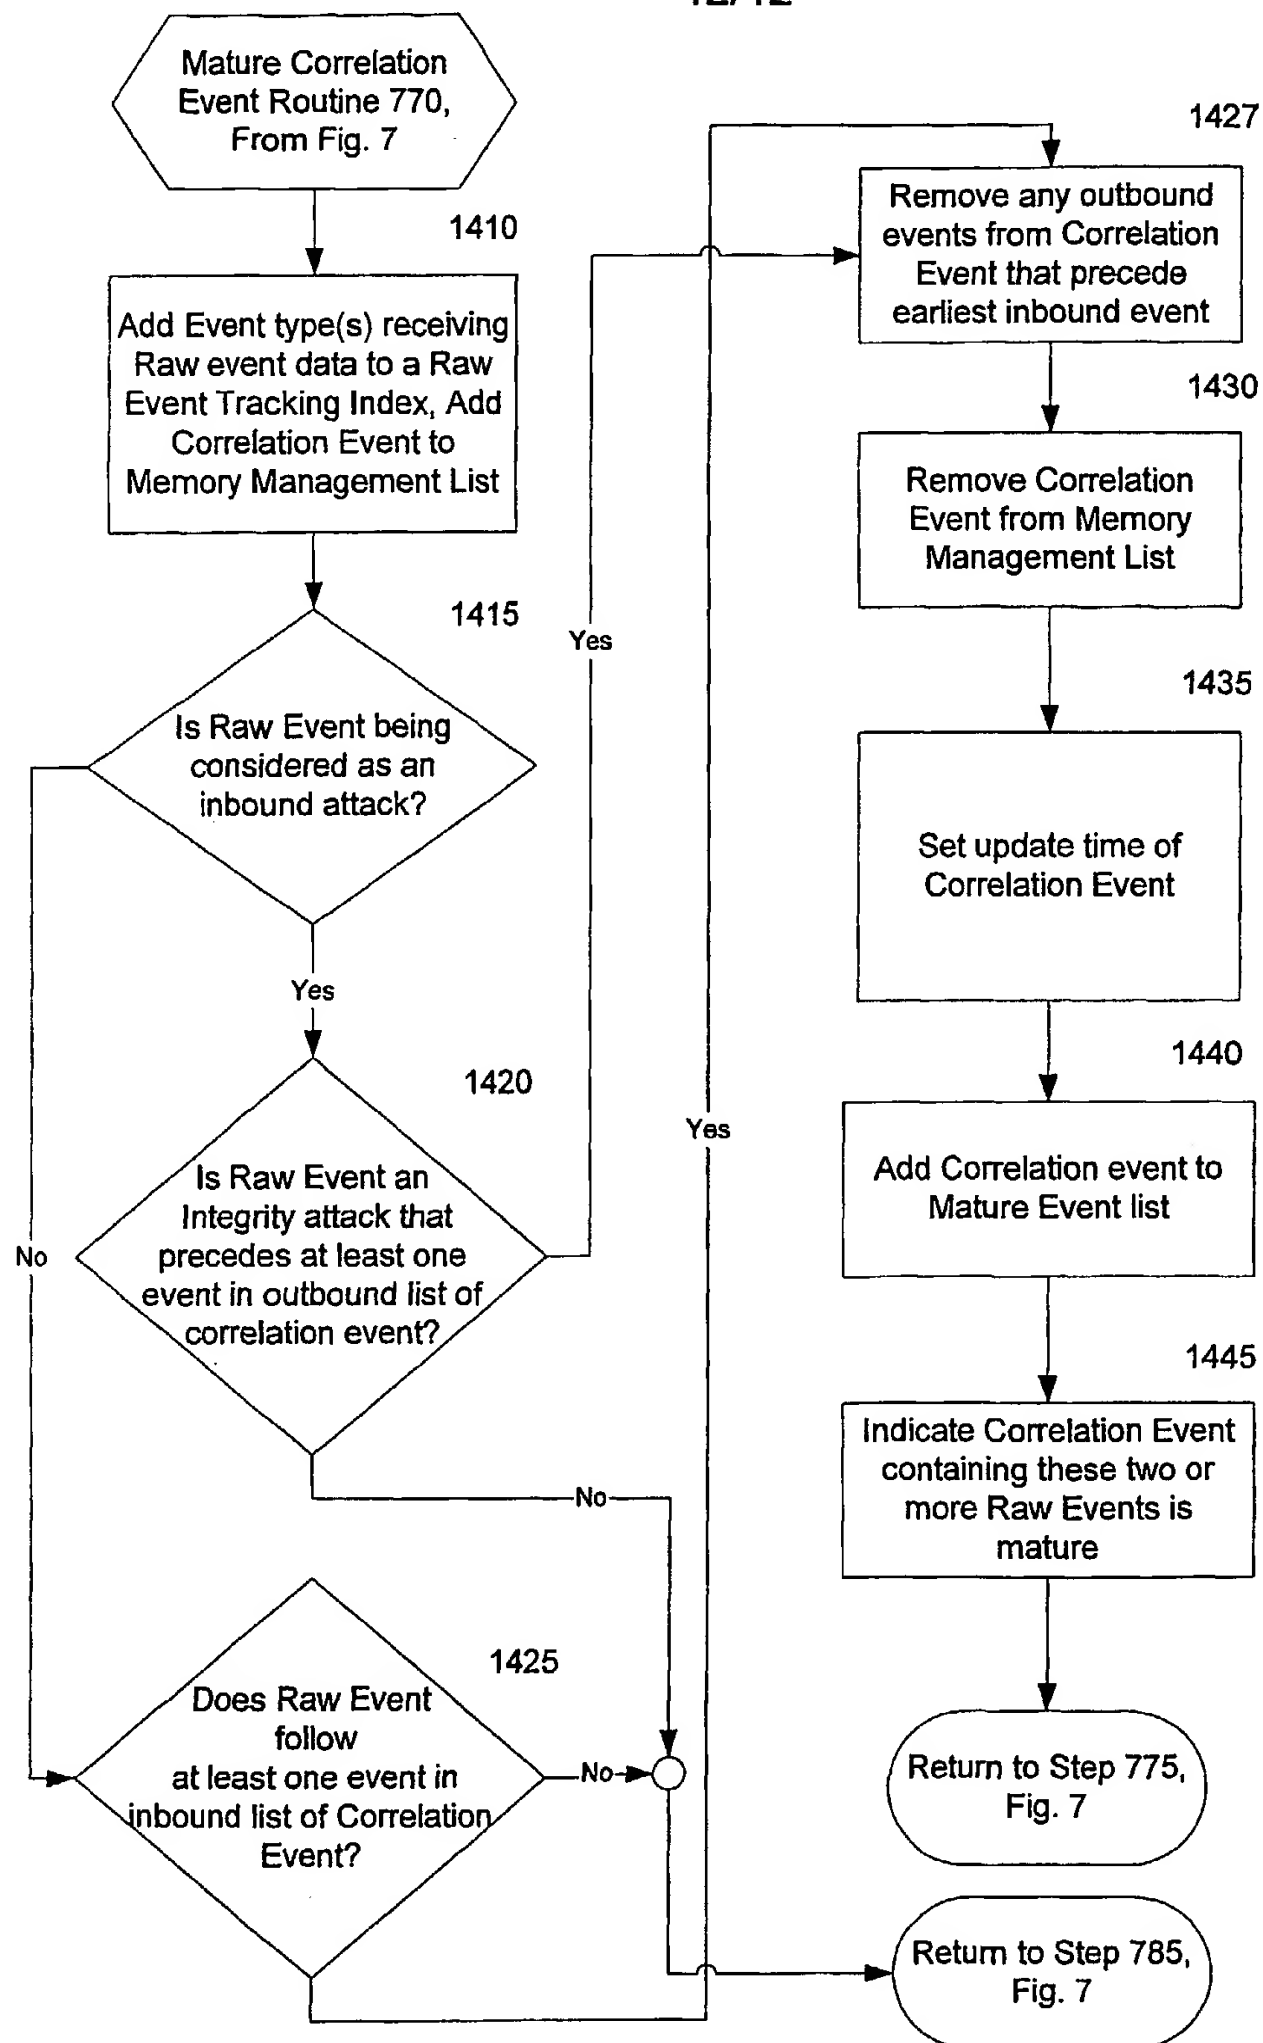 Mature Correlation
Event Routine 770,
From Fig. 7
1410
Add Event type(s) receiving
Raw event data to a Raw
Event Tracking Index, Add
Correlation Event to
Memory Management List
1415
Is Raw Event being
considered as an
inbound attack?
Yes
No
1420
Is Raw Event an
Integrity attack that
precedes at least one
event in outbound list of
correlation event?
Yes
No
1425
Does Raw Event
follow
at least one event in
inbound list of Correlation
Event?
No
Yes
1427
Remove any outbound
events from Correlation
Event that precede
earliest inbound event
1430
Remove Correlation
Event from Memory
Management List
1435
Set update time of
Correlation Event
1440
Add Correlation event to
Mature Event list
1445
Indicate Correlation Event
containing these two or
more Raw Events is
mature
Return to Step 775,
Fig. 7
Return to Step 785,
Fig. 7